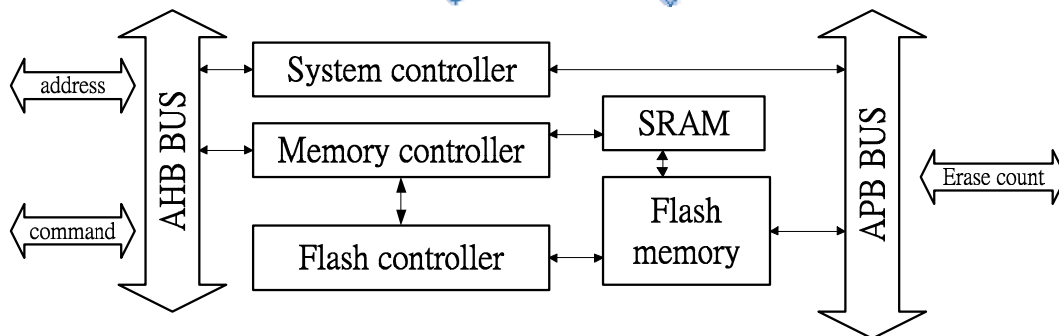 System controller
address
SRAM
AHB BUS
Memory controller
APB BUS
Erase count
Flash
memory
command
Flash controller